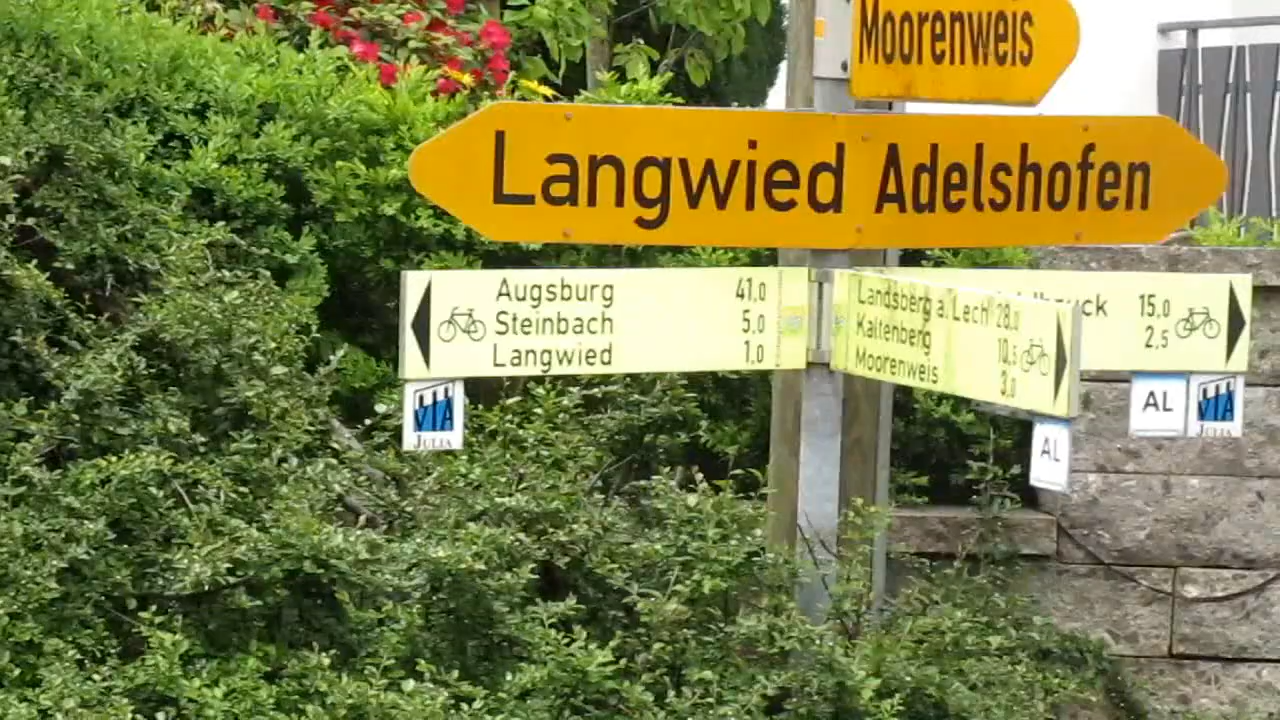 Moorenweis
Langwied Adelshofen
Augsburg 41,0
Steinbach 5,0
Langwied 1,0
VIA
JULIA
Landsberg a. Lech 28,0
Kaltenberg 10,5
Moorenweis 3,0
AL
15,0
2,5
AL
VIA
JULIA